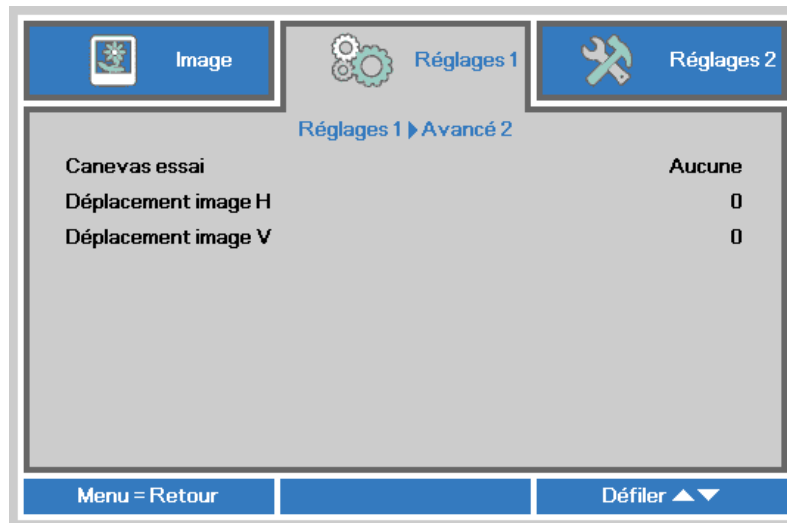 Image
Réglages 1
Réglages 2
Réglages 1 Avancé 2
Canevas essai Aucune
Déplacement image H 0
Déplacement image V 0
Menu = Retour
Défiler